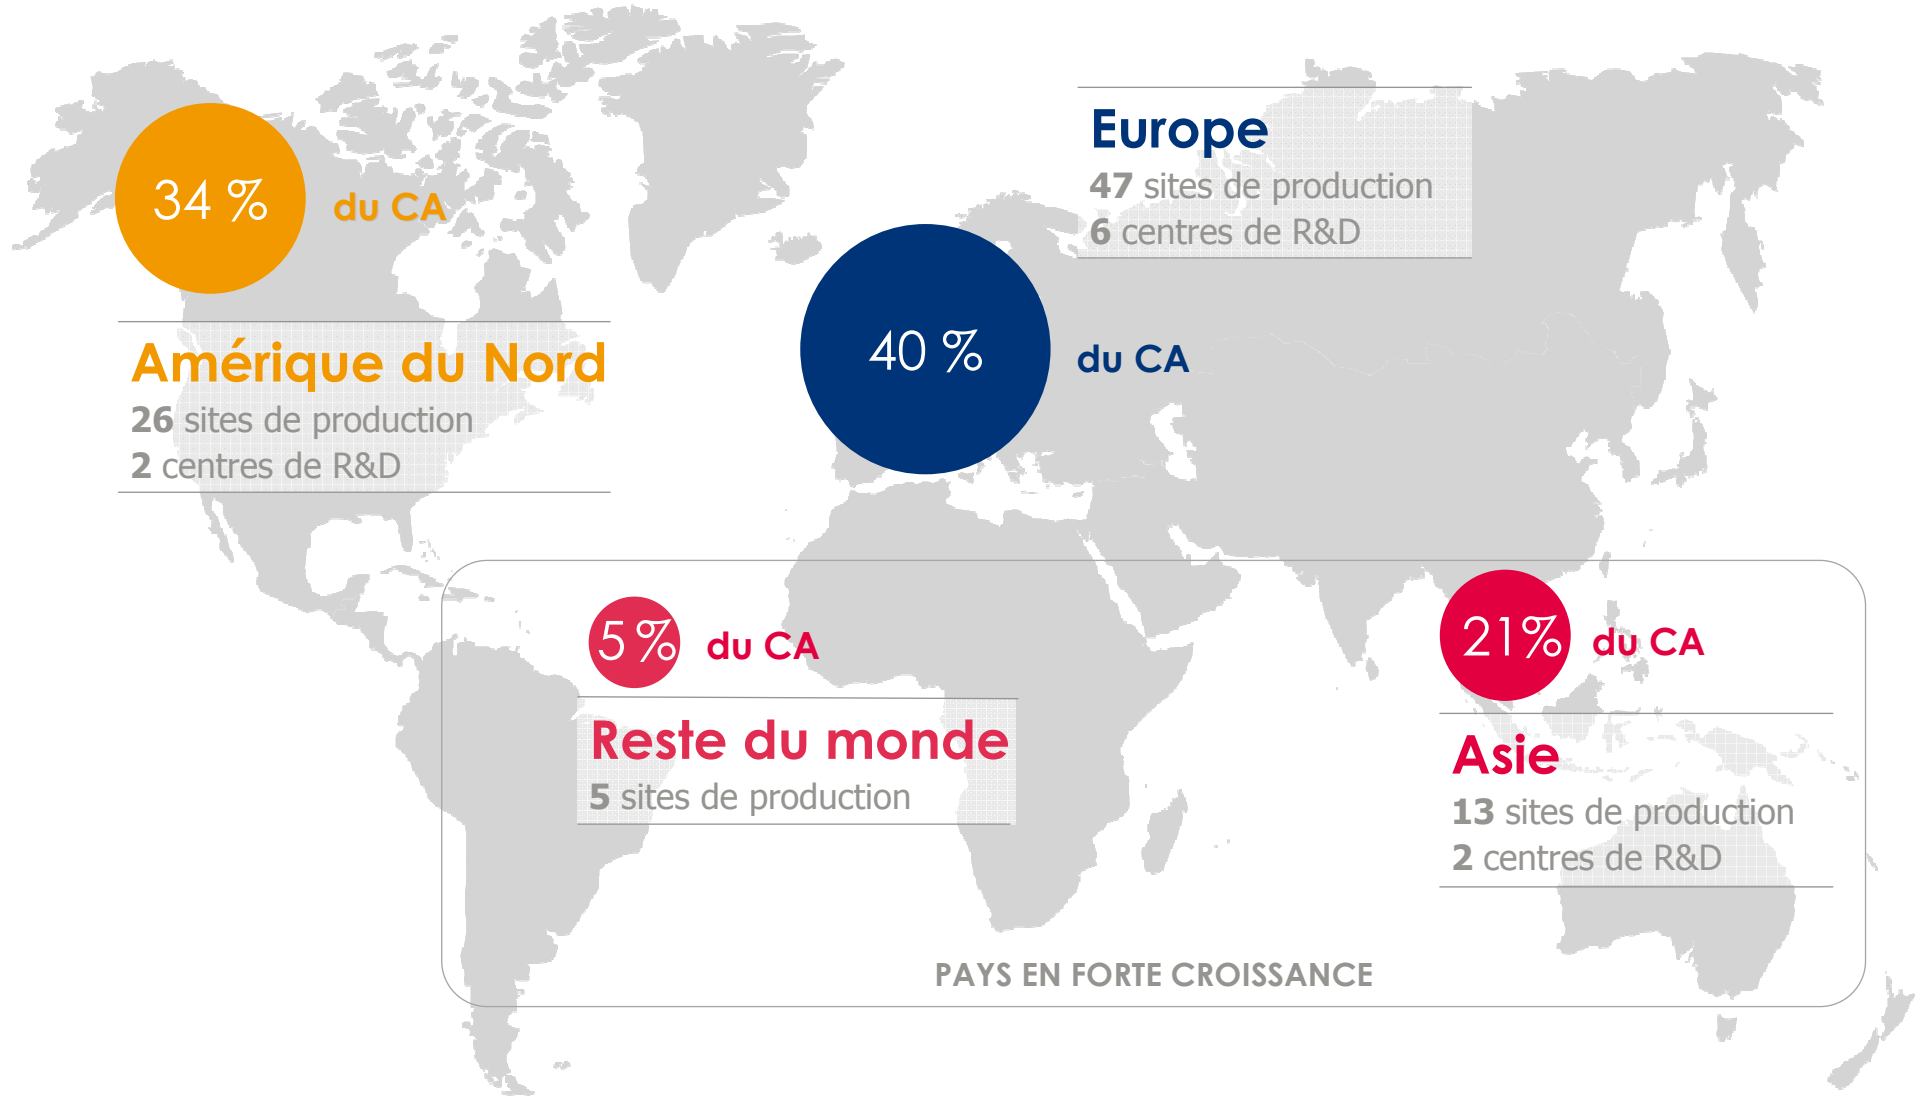 34 %
du CA
Amérique du Nord
26 sites de production
2 centres de R&D
Europe
47 sites de production
6 centres de R&D
40 %
du CA
5 %
du CA
Reste du monde
5 sites de production
21%
du CA
Asie
13 sites de production
2 centres de R&D
PAYS EN FORTE CROISSANCE